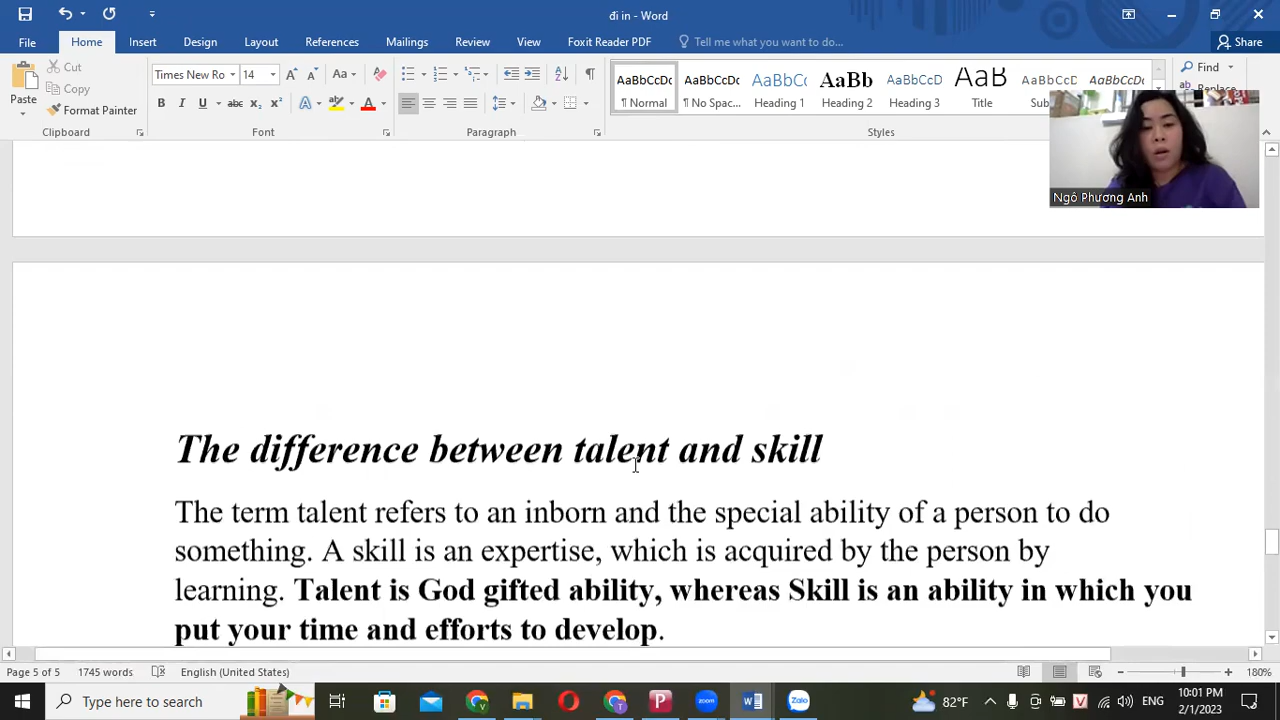 đi in - Word
File Home Insert Design Layout References Mailings Review View Foxit Reader PDF Tell me what you want to do... Share
Paste Cut Copy Format Painter
Times New Ro 14
AaBbCcDc AaBbCcDc AaBbCc AaBb AaBbCcD AaB AaBbCcD AaBbCcDc
¶ Normal ¶ No Spac... Heading 1 Heading 2 Heading 3 Title
Find
Replace
Clipboard Font Paragraph Styles
Ngô Phương Anh
The difference between talent and skill
The term talent refers to an inborn and the special ability of a person to do
something. A skill is an expertise, which is acquired by the person by
learning. Talent is God gifted ability, whereas Skill is an ability in which you
put your time and efforts to develop.
Page 5 of 5 1745 words English (United States) 180%
Type here to search 82°F ENG 10:01 PM
2/1/2023